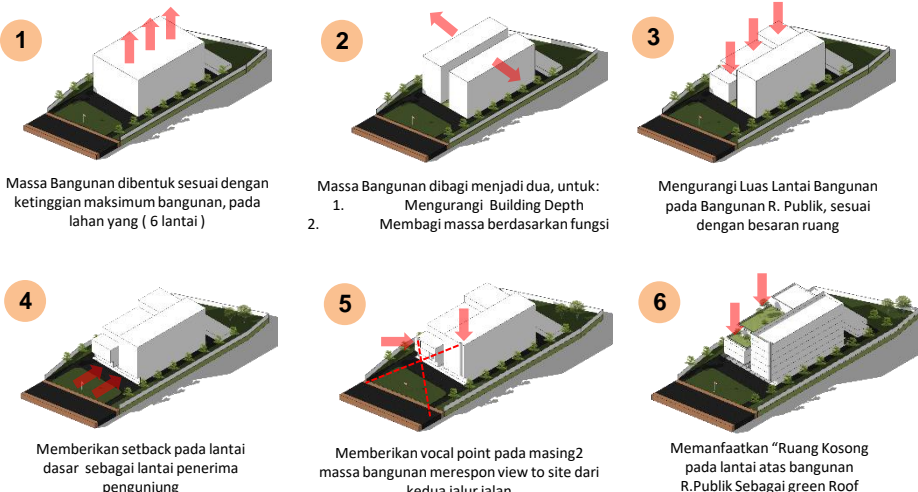 1
Massa Bangunan dibentuk sesuai dengan
ketinggian maksimum bangunan, pada
lahan yang ( 6 lantai )
2
Massa Bangunan dibagi menjadi dua, untuk:
1. Mengurangi Building Depth
2. Membagi massa berdasarkan fungsi
3
Mengurangi Luas Lantai Bangunan
pada Bangunan R. Publik, sesuai
dengan besaran ruang
4
Memberikan setback pada lantai
dasar sebagai lantai penerima
pengunjung
5
Memberikan vocal point pada masing2
massa bangunan merespon view to site dari
kedua jalur jalan
6
Memanfaatkan “Ruang Kosong
pada lantai atas bangunan
R.Publik Sebagai green Roof